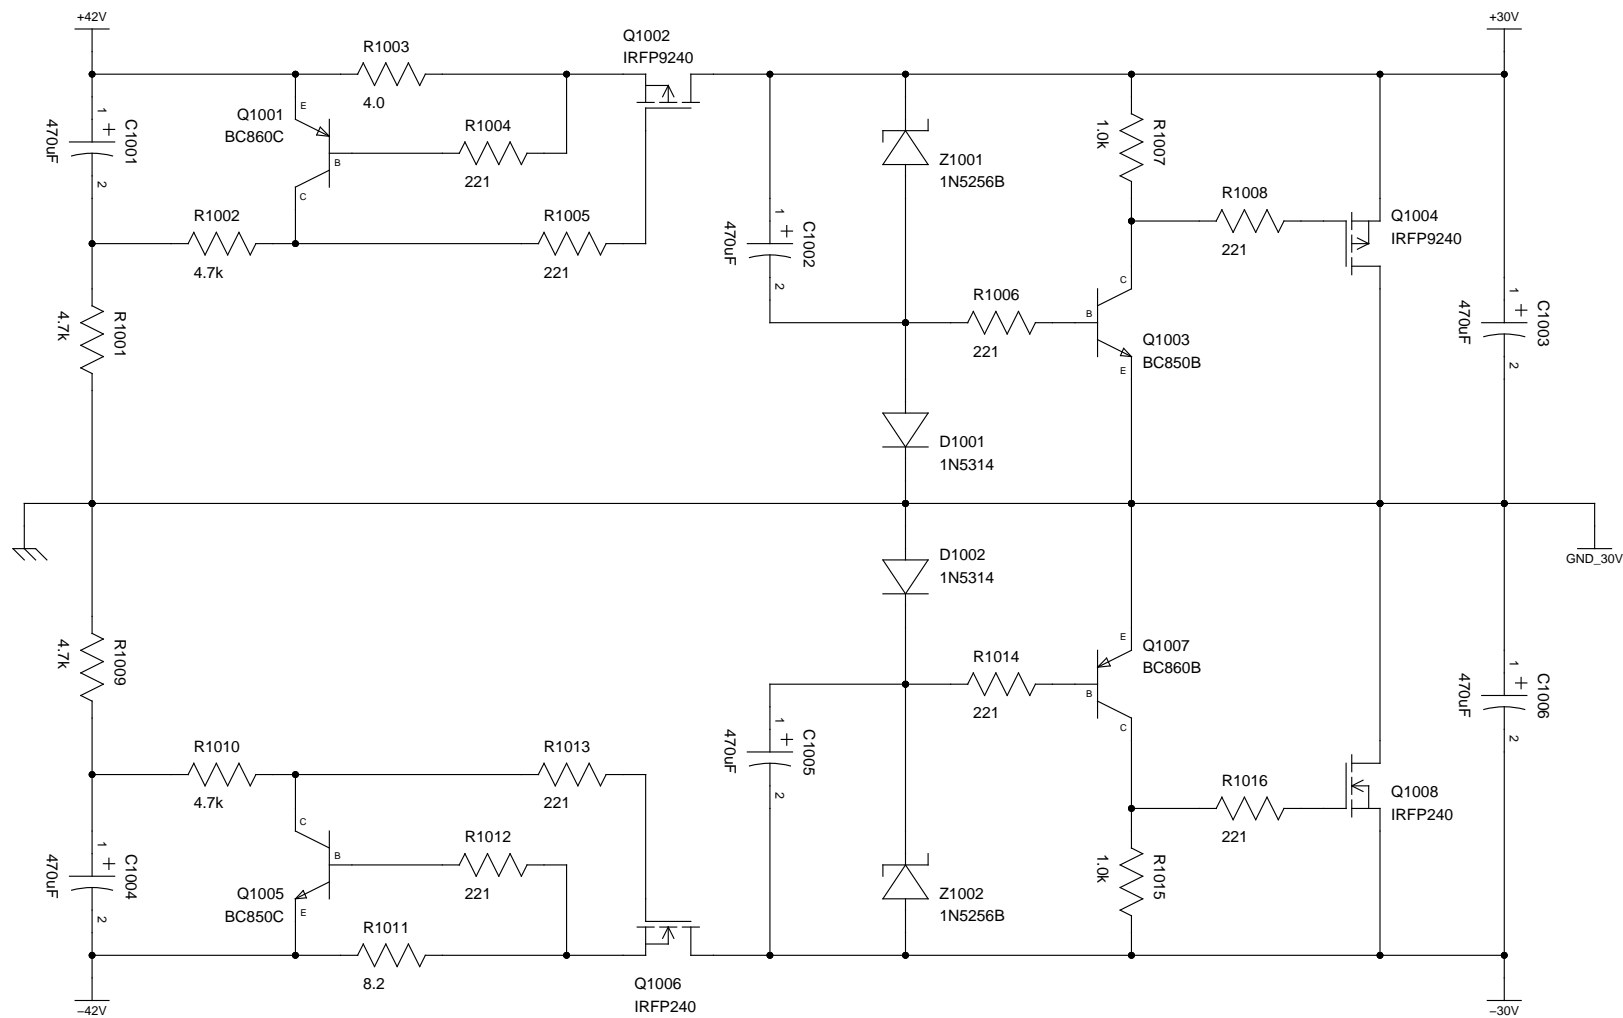 +42V
+30V
R1003
4.0
Q1002
IRFP9240
Q1001
BC860C
E
B
C
R1004
221
1
+
2
C1001
470uF
R1002
4.7k
R1005
221
R1001
4.7k
1
+
2
C1002
470uF
Z1001
1N5256B
R1007
1.0k
R1008
221
Q1004
IRFP9240
R1006
221
C
B
E
Q1003
BC850B
1
+
2
C1003
470uF
D1001
1N5314
GND_30V
D1002
1N5314
R1009
4.7k
R1014
221
E
B
C
Q1007
BC860B
1
+
2
C1006
470uF
R1010
4.7k
R1013
221
1
+
2
C1005
470uF
R1016
221
Q1008
IRFP240
C
B
E
R1012
221
1
+
2
C1004
470uF
Q1005
BC850C
Z1002
1N5256B
R1015
1.0k
R1011
8.2
Q1006
IRFP240
−42V
−30V